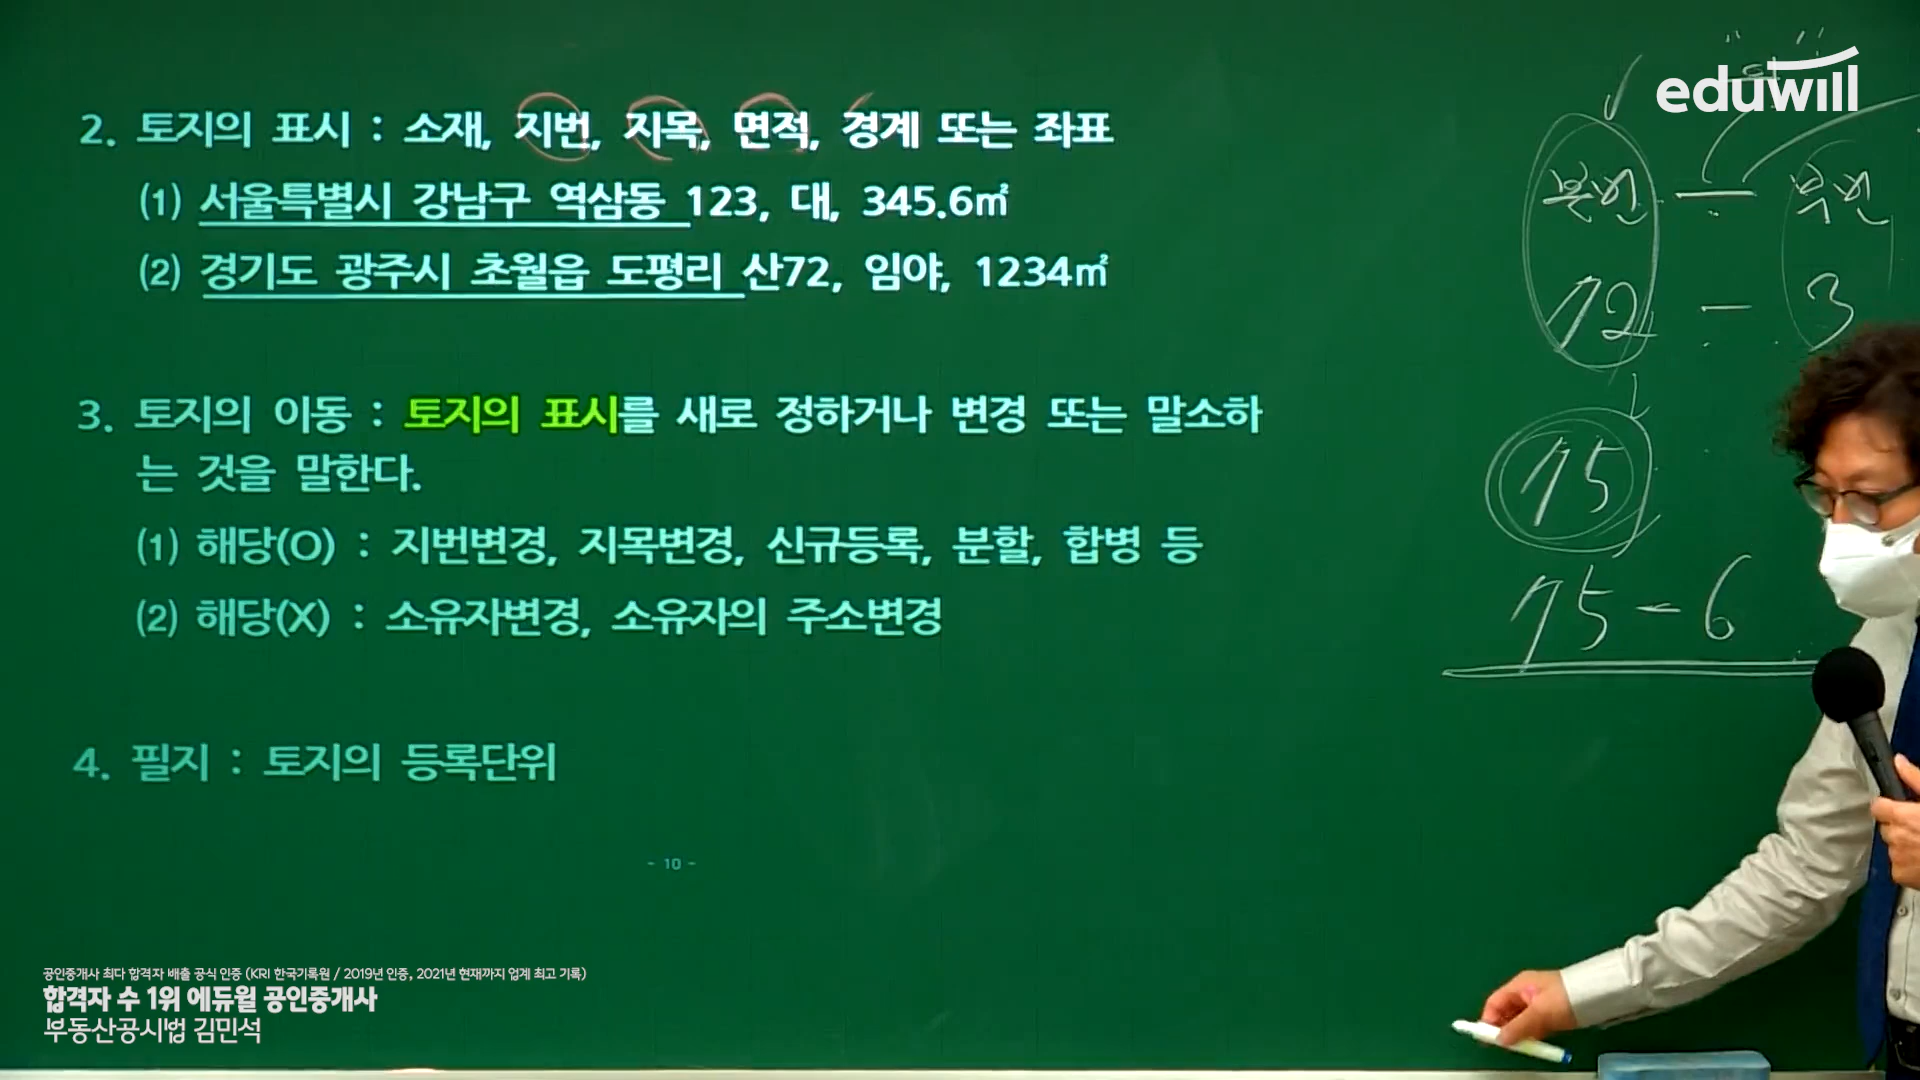 eduwill
2. 토지의 표시 : 소재, 지번, 지목, 면적, 경계 또는 좌표
(1) 서울특별시 강남구 역삼동 123, 대, 345.6㎡
(2) 경기도 광주시 초월읍 도평리 산72, 임야, 1234㎡
3. 토지의 이동 : 토지의 표시를 새로 정하거나 변경 또는 말소하
는 것을 말한다.
(1) 해당(O) : 지번변경, 지목변경, 신규등록, 분할, 합병 등
(2) 해당(X) : 소유자변경, 소유자의 주소변경
4. 필지 : 토지의 등록단위
- 10 -
본번 - 부번
72 - 3
75
75-6
공인중개사 최다 합격자 배출 공식 인증 (KRI 한국기록원 / 2019년 인증, 2021년 현재까지 업계 최고 기록)
합격자 수 1위 에듀윌 공인중개사
부동산공시법 김민석